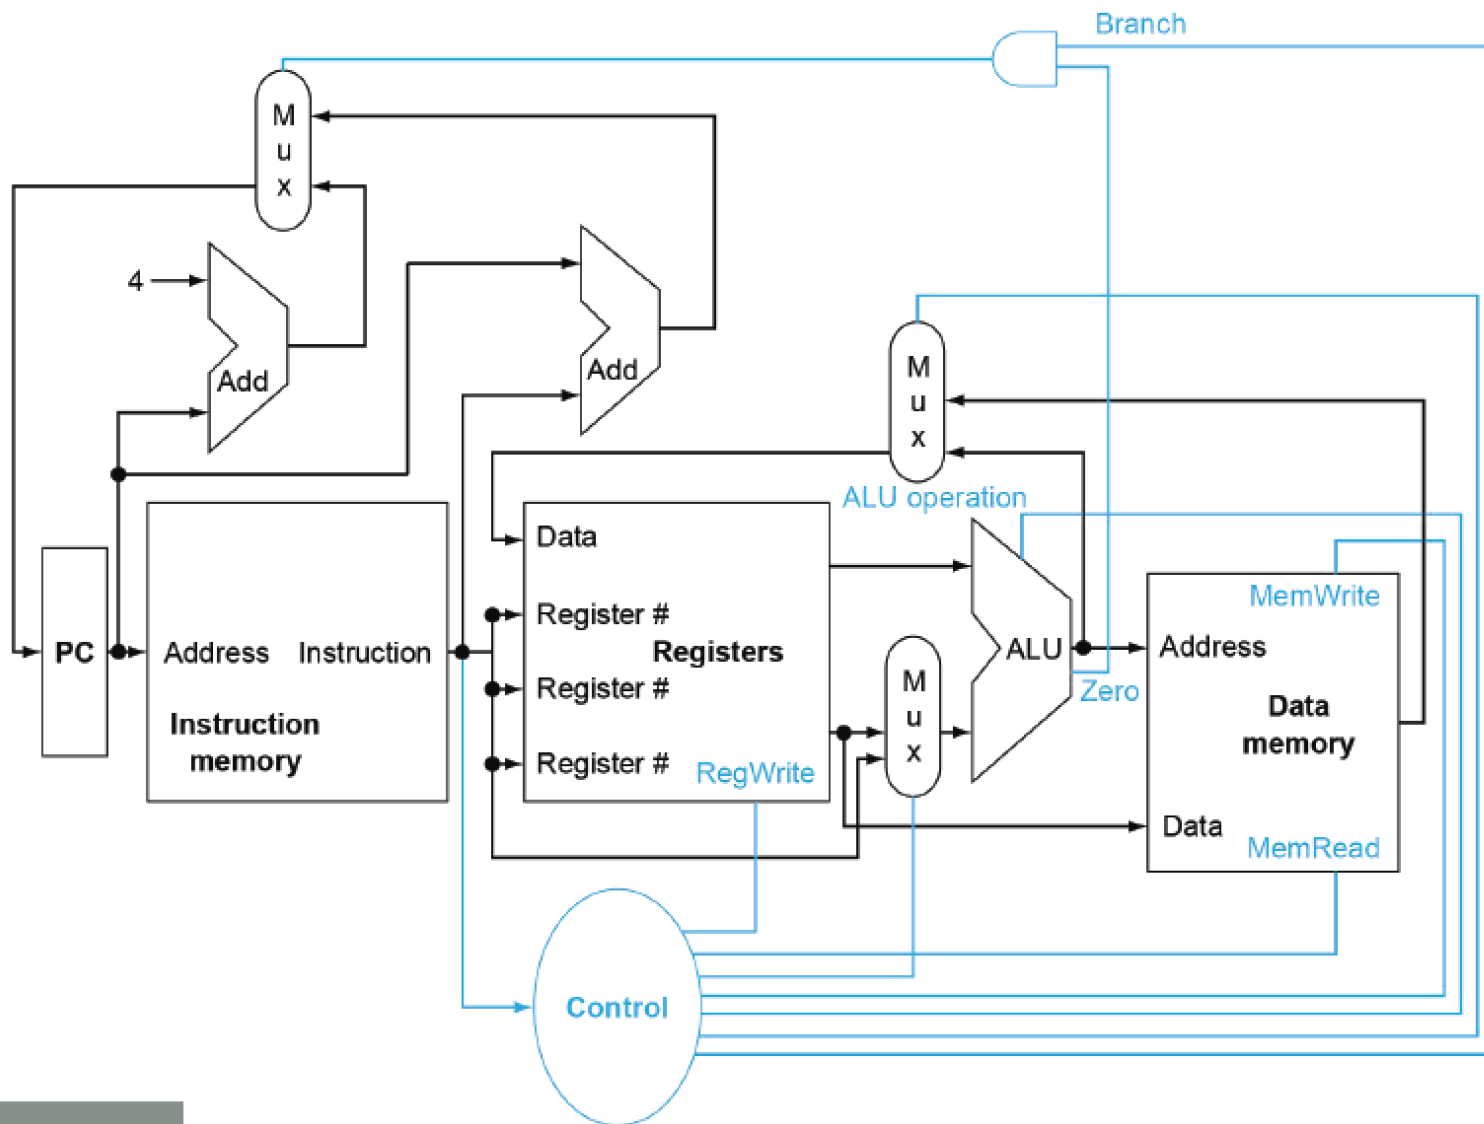 Branch
M
u
x
4
Add
Add
M
u
x
ALU operation
Data
Register #
Registers
Register #
Register #
RegWrite
PC
Address
Instruction
Instruction
memory
M
u
x
ALU
Zero
MemWrite
Address
Data
memory
Data
MemRead
Control